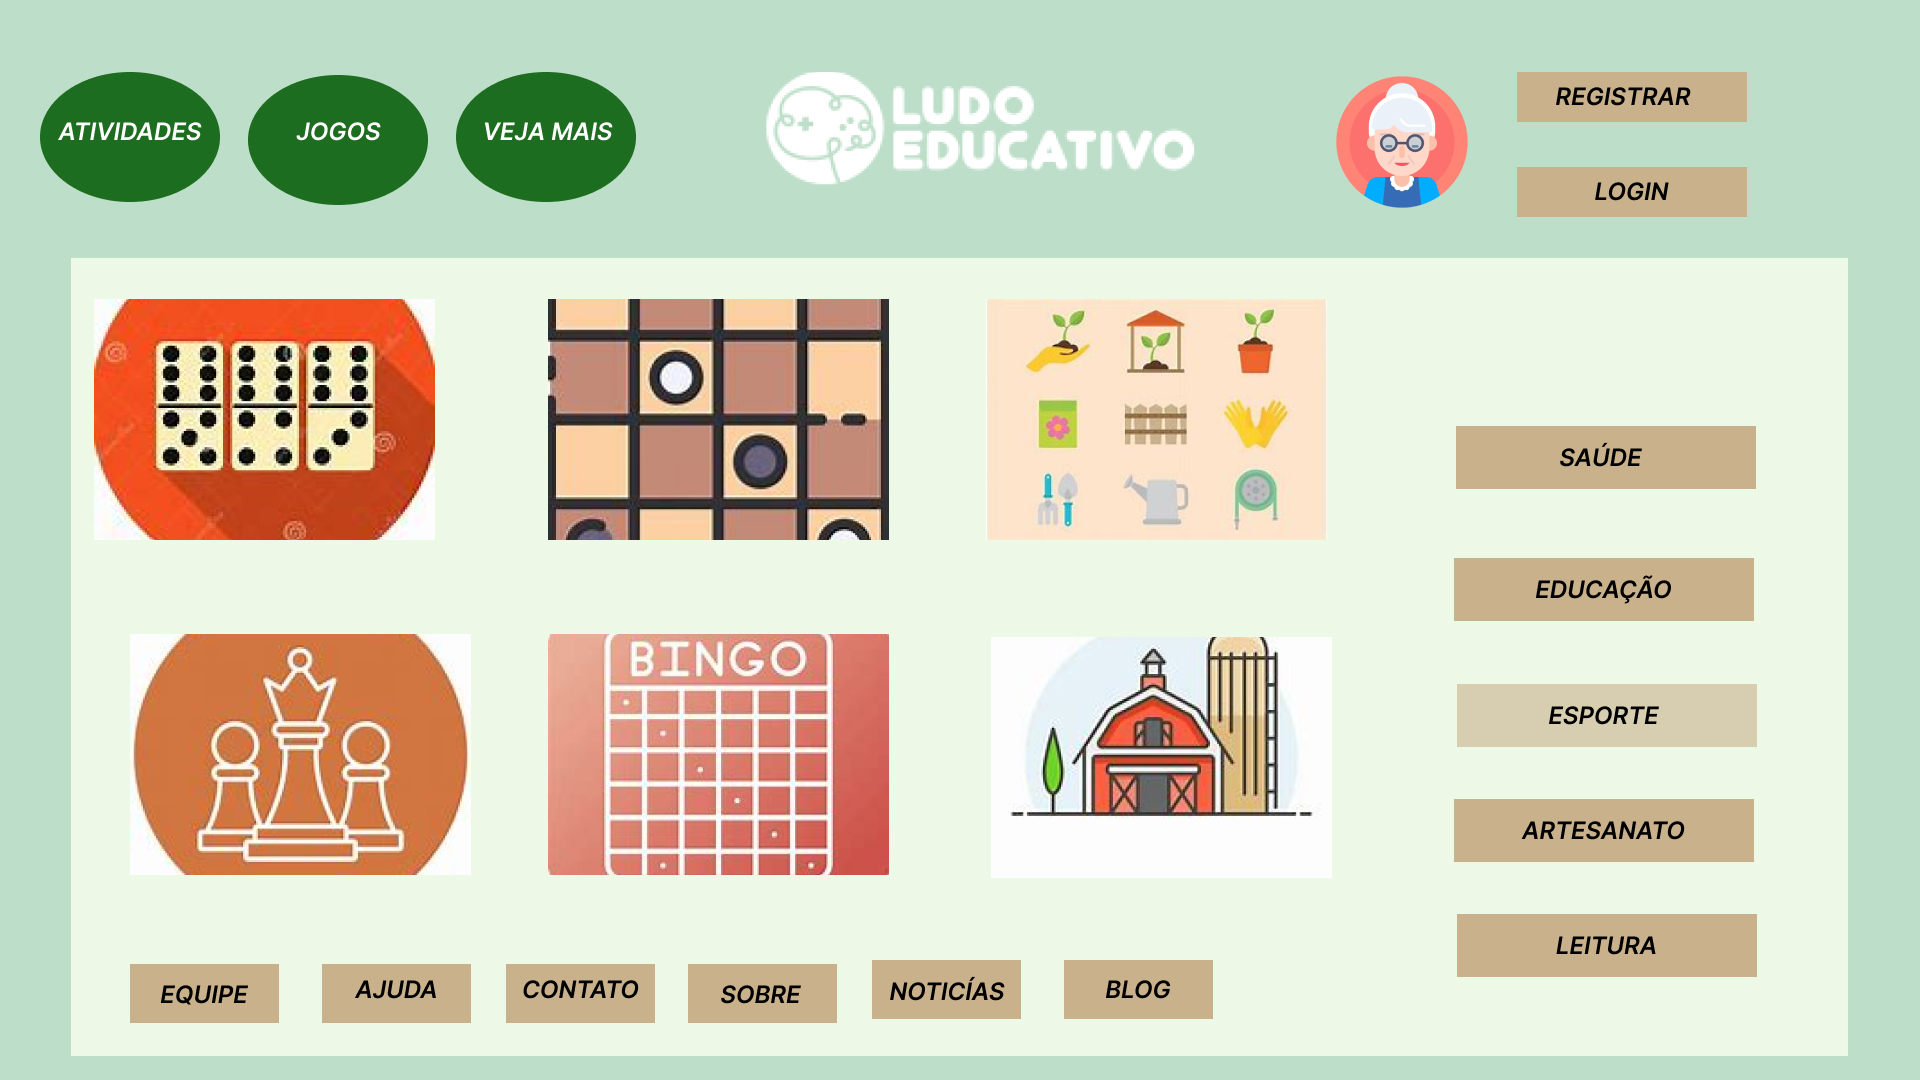 ATIVIDADES
JOGOS
VEJA MAIS
LUDO
EDUCATIVO
REGISTRAR
LOGIN
SAÚDE
EDUCAÇÃO
ESPORTE
BINGO
ARTESANATO
LEITURA
EQUIPE
AJUDA
CONTATO
SOBRE
NOTICÍAS
BLOG